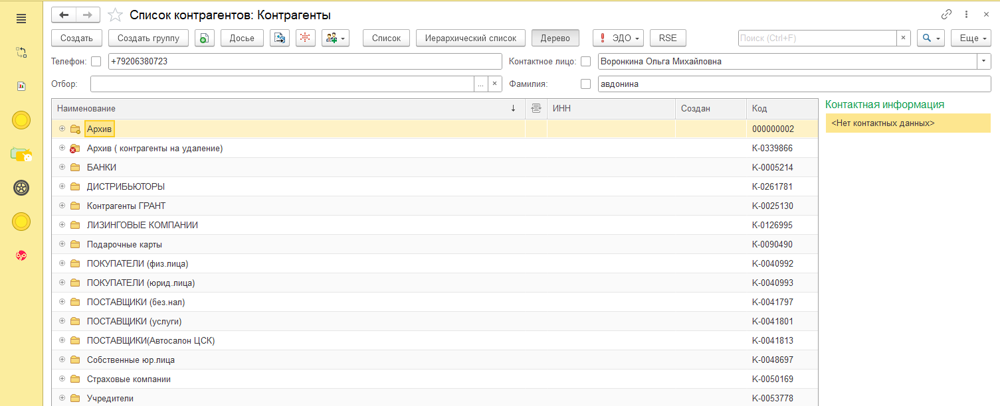 Список контрагентов: Контрагенты
Создать Создать группу Досье Список Иерархический список Дерево ЭДО RSE Поиск (Ctrl+F) × Еще
Телефон: +79206380723 Контактное лицо: Воронкина Ольга Михайловна
Отбор: ... × Фамилия: авдонина
Наименование ↓ ИНН Создан Код
Контактная информация
<Нет контактных данных>
Архив 000000002
Архив ( контрагенты на удаление) К-0339866
БАНКИ К-0005214
ДИСТРИБЬЮТОРЫ К-0261781
Контрагенты ГРАНТ К-0025130
ЛИЗИНГОВЫЕ КОМПАНИИ К-0126995
Подарочные карты К-0090490
ПОКУПАТЕЛИ (физ.лица) К-0040992
ПОКУПАТЕЛИ (юрид.лица) К-0040993
ПОСТАВЩИКИ (без.нал) К-0041797
ПОСТАВЩИКИ (услуги) К-0041801
ПОСТАВЩИКИ(Автосалон ЦСК) К-0041813
Собственные юр.лица К-0048697
Страховые компании К-0050169
Учредители К-0053778